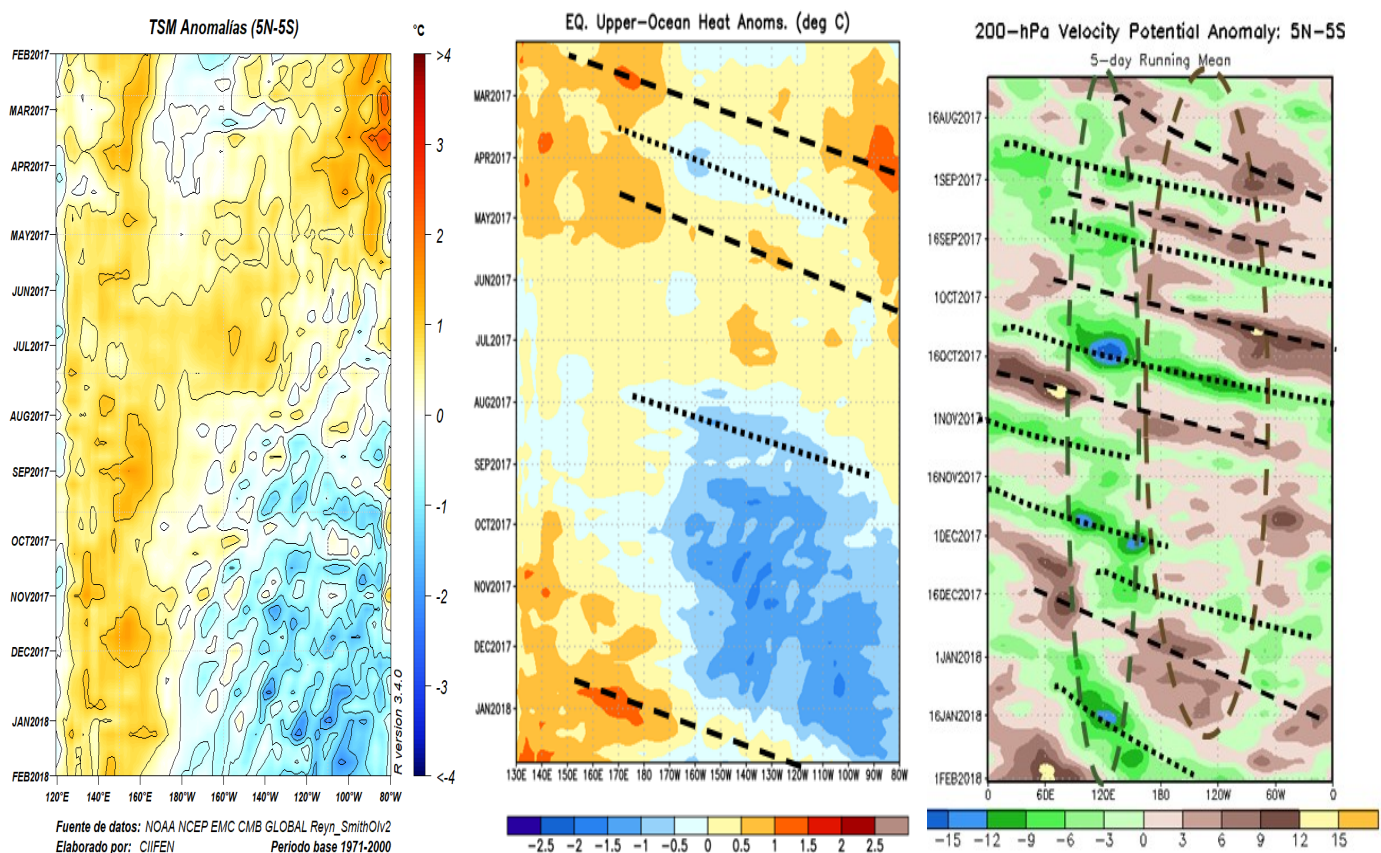 TSM Anomalías (5N-5S)
°C
FEB2017
MAR2017
APR2017
MAY2017
JUN2017
JUL2017
AUG2017
SEP2017
OCT2017
NOV2017
DEC2017
JAN2018
FEB2018
120°E 140°E 160°E 180°W 160°W 140°W 120°W 100°W 80°W
>4
3
2
1
0
-1
-2
-3
<-4
R version 3.4.0
Fuente de datos: NOAA NCEP EMC CMB GLOBAL Reyn_SmithOIv2
Elaborado por: CIIFEN Periodo base 1971-2000
EQ. Upper-Ocean Heat Anoms. (deg C)
MAR2017
APR2017
MAY2017
JUN2017
JUL2017
AUG2017
SEP2017
OCT2017
NOV2017
DEC2017
JAN2018
130E 140E 150E 160E 170E 180 170W 160W 150W 140W 130W 120W 110W 100W 90W 80W
-2.5 -2 -1.5 -1 -0.5 0 0.5 1 1.5 2 2.5
200-hPa Velocity Potential Anomaly: 5N-5S
5-day Running Mean
16AUG2017
1SEP2017
16SEP2017
1OCT2017
16OCT2017
1NOV2017
16NOV2017
1DEC2017
16DEC2017
1JAN2018
16JAN2018
1FEB2018
0 60E 120E 180 120W 60W 0
-15 -12 -9 -6 -3 0 3 6 9 12 15